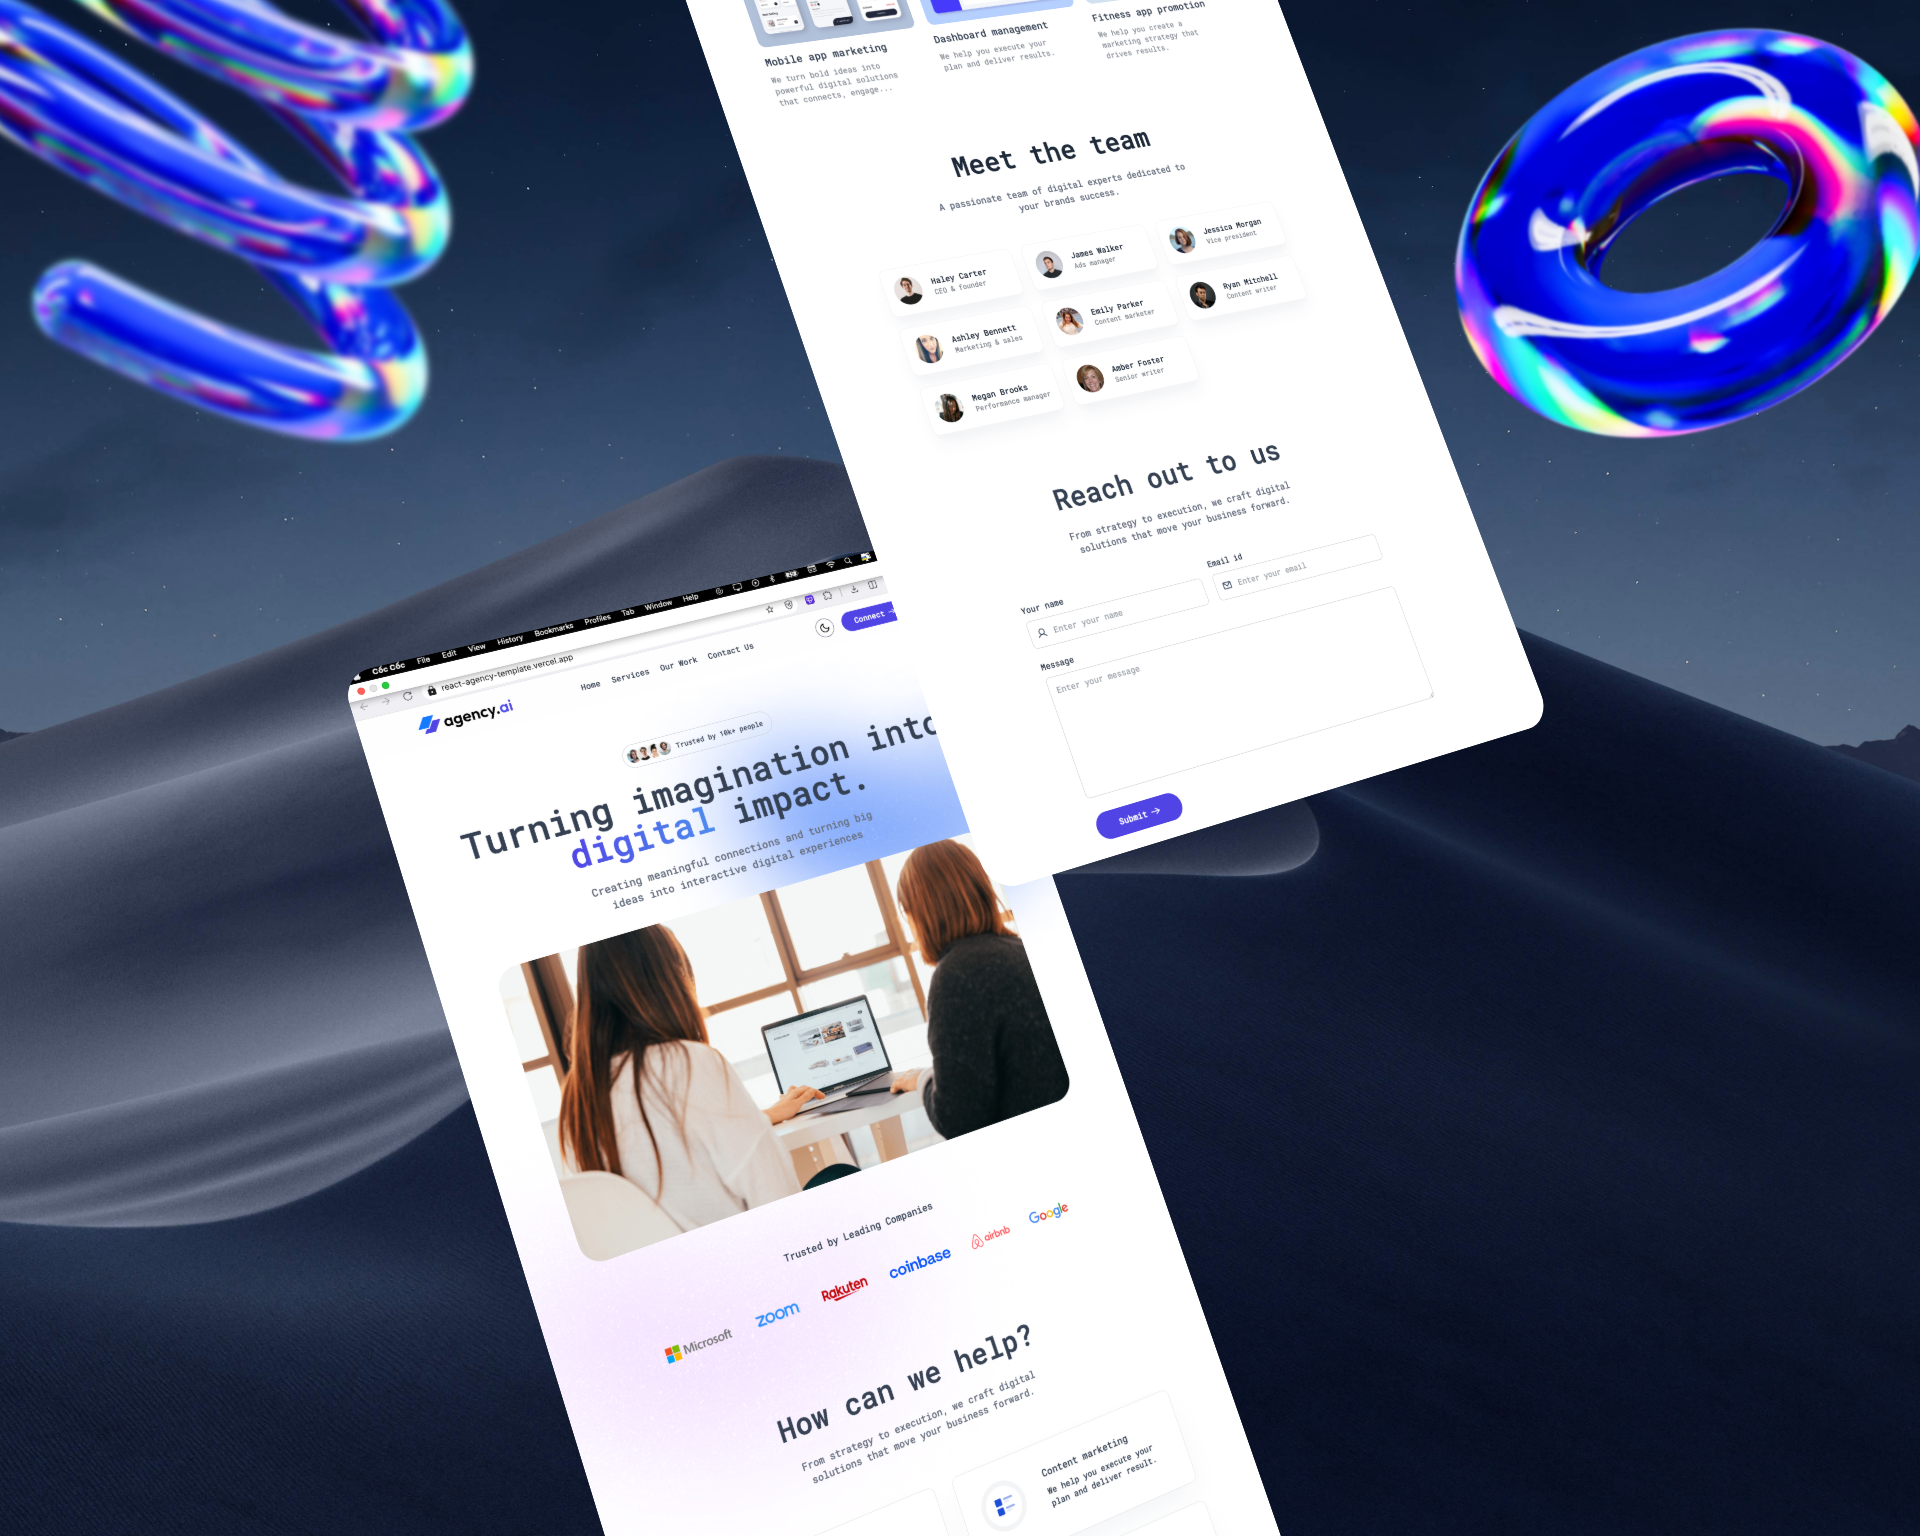 Mobile app marketing
We turn bold ideas into
powerful digital solutions
that connects, engage...
Dashboard management
We help you execute your
plan and deliver results.
Fitness app promotion
We help you create a
marketing strategy that
drives results.
Meet the team
A passionate team of digital experts dedicated to
your brands success.
Haley Carter
CEO & founder
James Walker
Ads manager
Jessica Morgan
Vice president
Ashley Bennett
Marketing & sales
Emily Parker
Content marketer
Ryan Mitchell
Content writer
Megan Brooks
Performance manager
Amber Foster
Senior writer
Reach out to us
From strategy to execution, we craft digital
solutions that move your business forward.
Your name
Enter your name
Email id
Enter your email
Message
Enter your message
Submit
Cốc Cốc File Edit View History Bookmarks Profiles Tab Window Help
react-agency-template.vercel.app
agency.ai
Home Services Our Work Contact Us
Connect
Trusted by 10k+ people
Turning imagination into
digital impact.
Creating meaningful connections and turning big
ideas into interactive digital experiences
Trusted by Leading Companies
Microsoft zoom Rakuten coinbase airbnb Google
How can we help?
From strategy to execution, we craft digital
solutions that move your business forward.
Content marketing
We help you execute your
plan and deliver result.